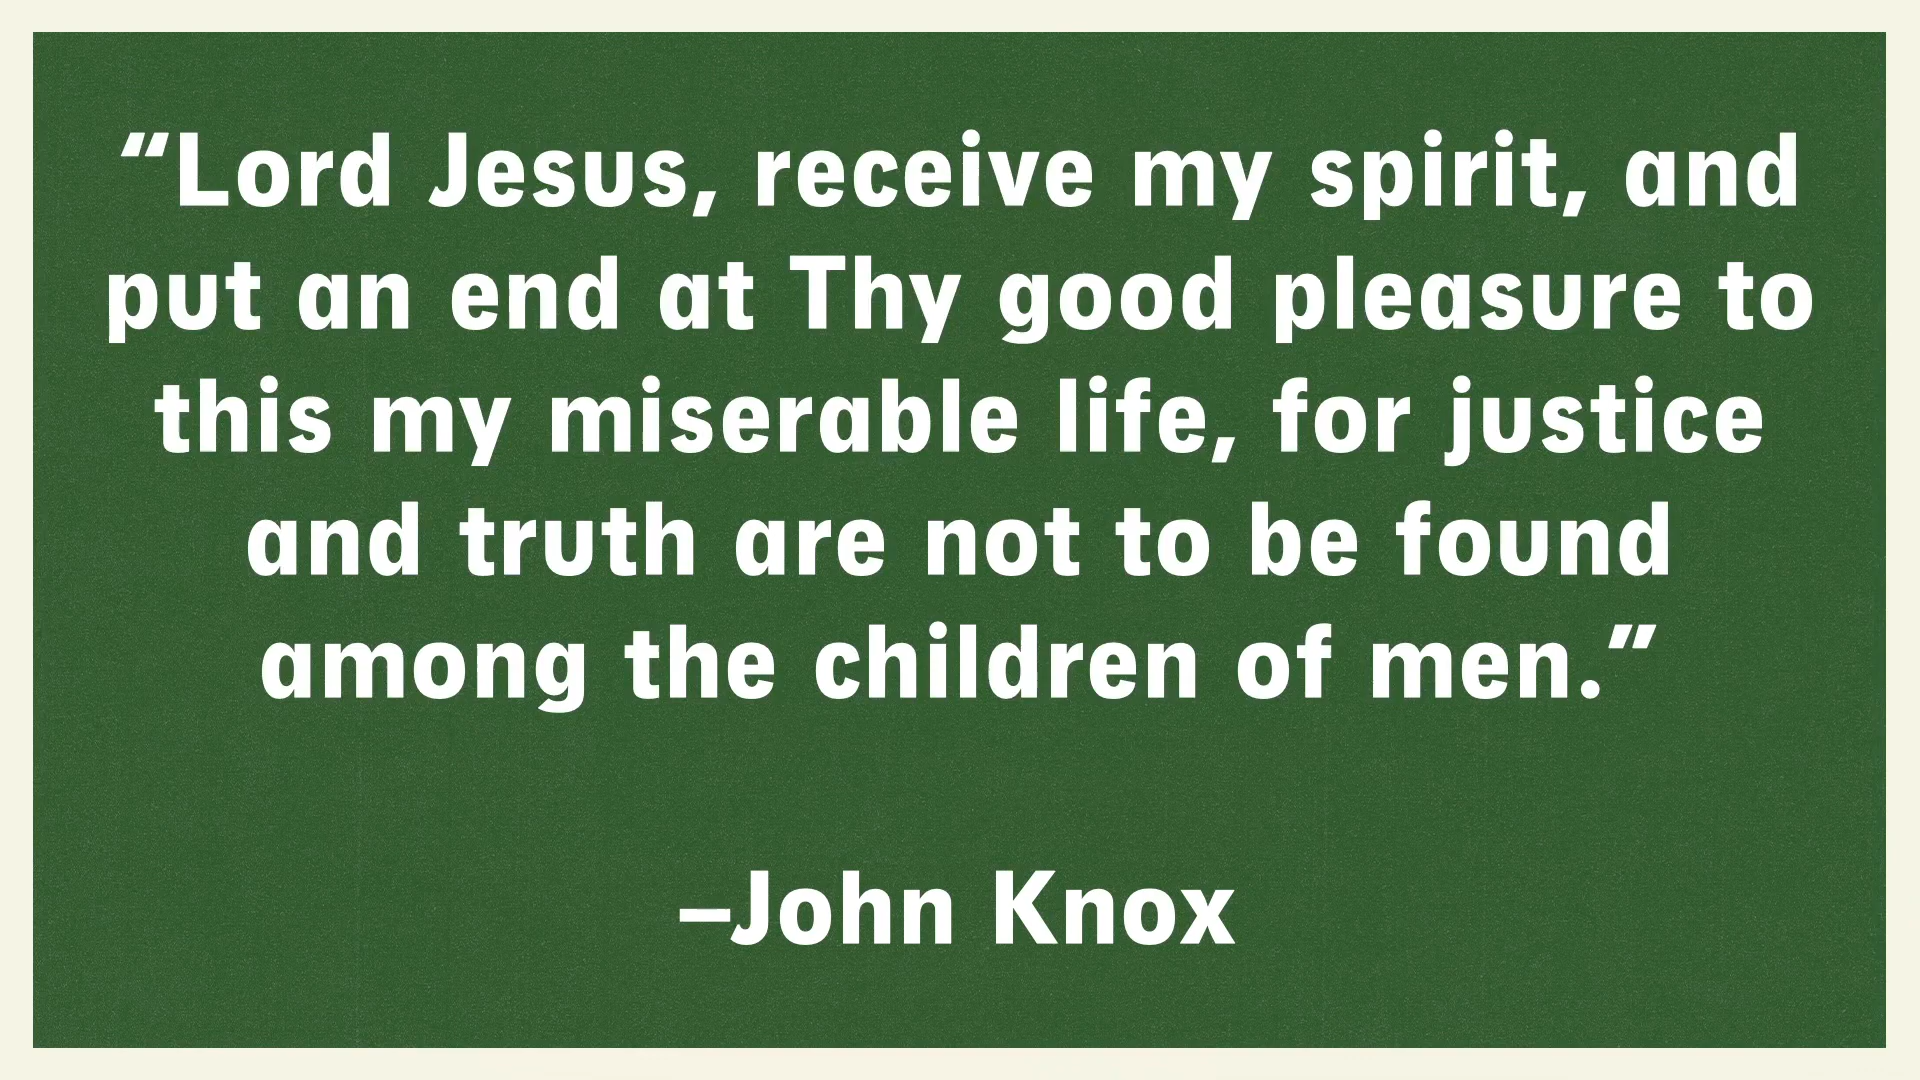 “Lord Jesus, receive my spirit, and
put an end at Thy good pleasure to
this my miserable life, for justice
and truth are not to be found
among the children of men.”
–John Knox